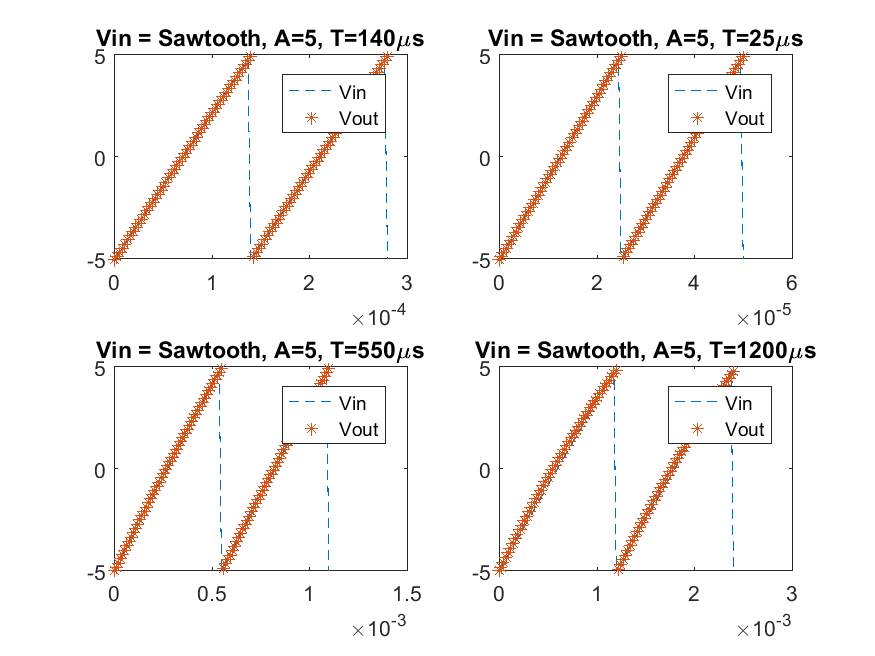 Vin = Sawtooth, A=5, T=140μs
5
0
-5
0
1
2
3
×10-4
Vin
Vout
Vin = Sawtooth, A=5, T=25μs
5
0
-5
0
2
4
6
×10-5
Vin
Vout
Vin = Sawtooth, A=5, T=550μs
5
0
-5
0
0.5
1
1.5
×10-3
Vin
Vout
Vin = Sawtooth, A=5, T=1200μs
5
0
-5
0
1
2
3
×10-3
Vin
Vout